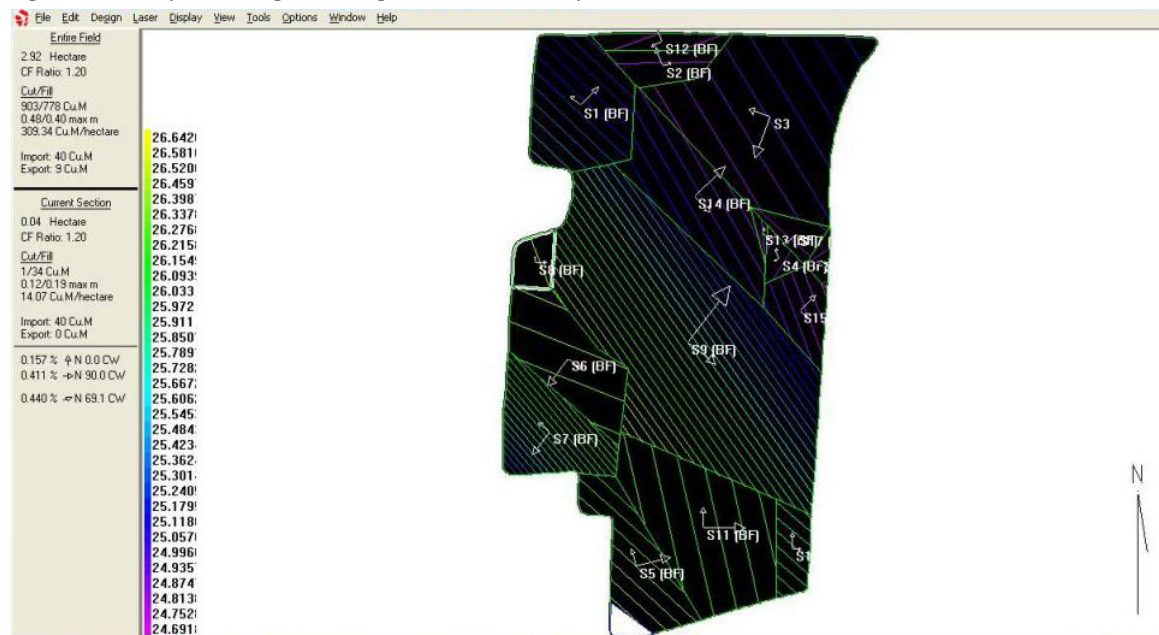 File Edit Design Laser Display View Tools Options Window Help
Entire Field
2.92 Hectare
CF Ratio: 1.20
Cut/Fill
903/778 Cu.M
0.48/0.40 max m
309.34 Cu.M/hectare
Import: 40 Cu.M
Export: 9 Cu.M
Current Section
0.04 Hectare
CF Ratio: 1.20
Cut/Fill
1/34 Cu.M
0.12/0.19 max m
14.07 Cu.M/hectare
Import: 40 Cu.M
Export: 0 Cu.M
0.157 % N 0.0 CW
0.411 % N 90.0 CW
0.440 % N 69.1 CW
26.642
26.581
26.520
26.459
26.398
26.337
26.276
26.215
26.154
26.093
26.033
25.972
25.911
25.850
25.789
25.728
25.667
25.606
25.545
25.484
25.423
25.362
25.301
25.240
25.179
25.118
25.057
24.996
24.935
24.874
24.813
24.752
24.691
S12 (BF)
S2 (BF)
S1 (BF)
S3
S14 (BF)
S13 (BF)
S4 (BF)
S8 (BF)
S15
S9 (BF)
S6 (BF)
S7 (BF)
S11 (BF)
S1
S5 (BF)
N